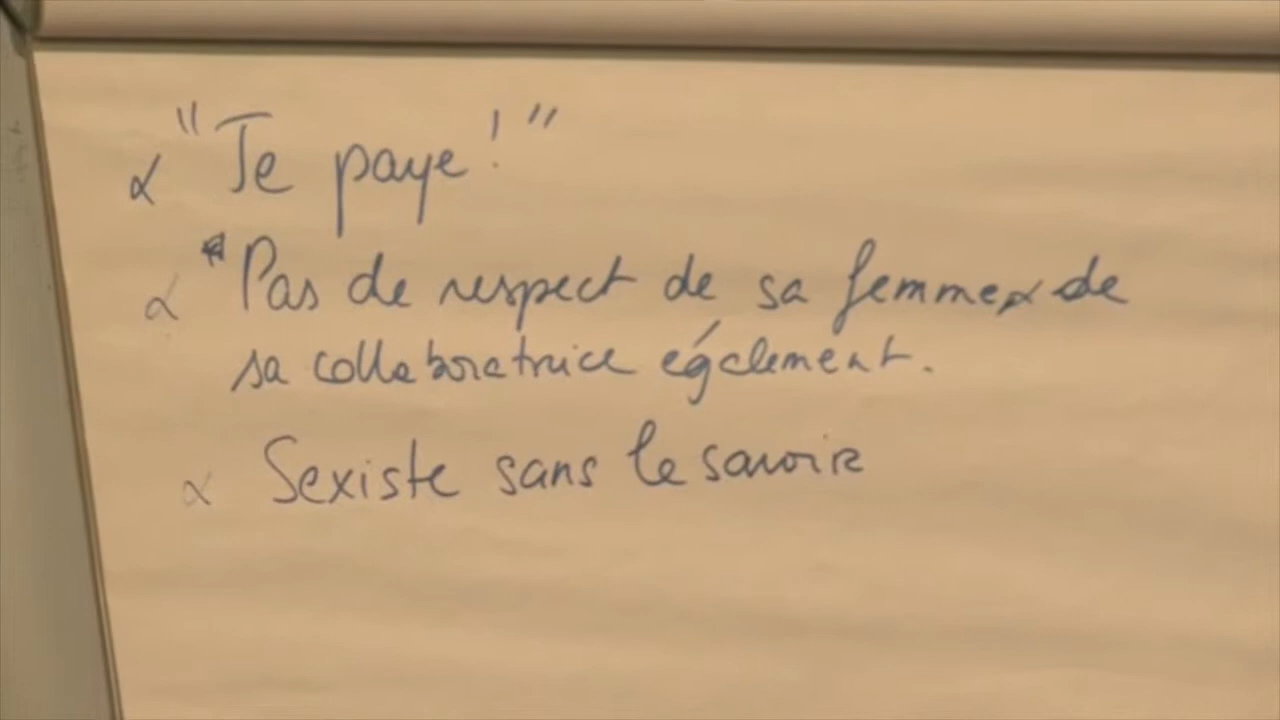 α "Je paye !"
α * Pas de respect de sa femme α de
sa collaboratrice également.
α Sexiste sans le savoir